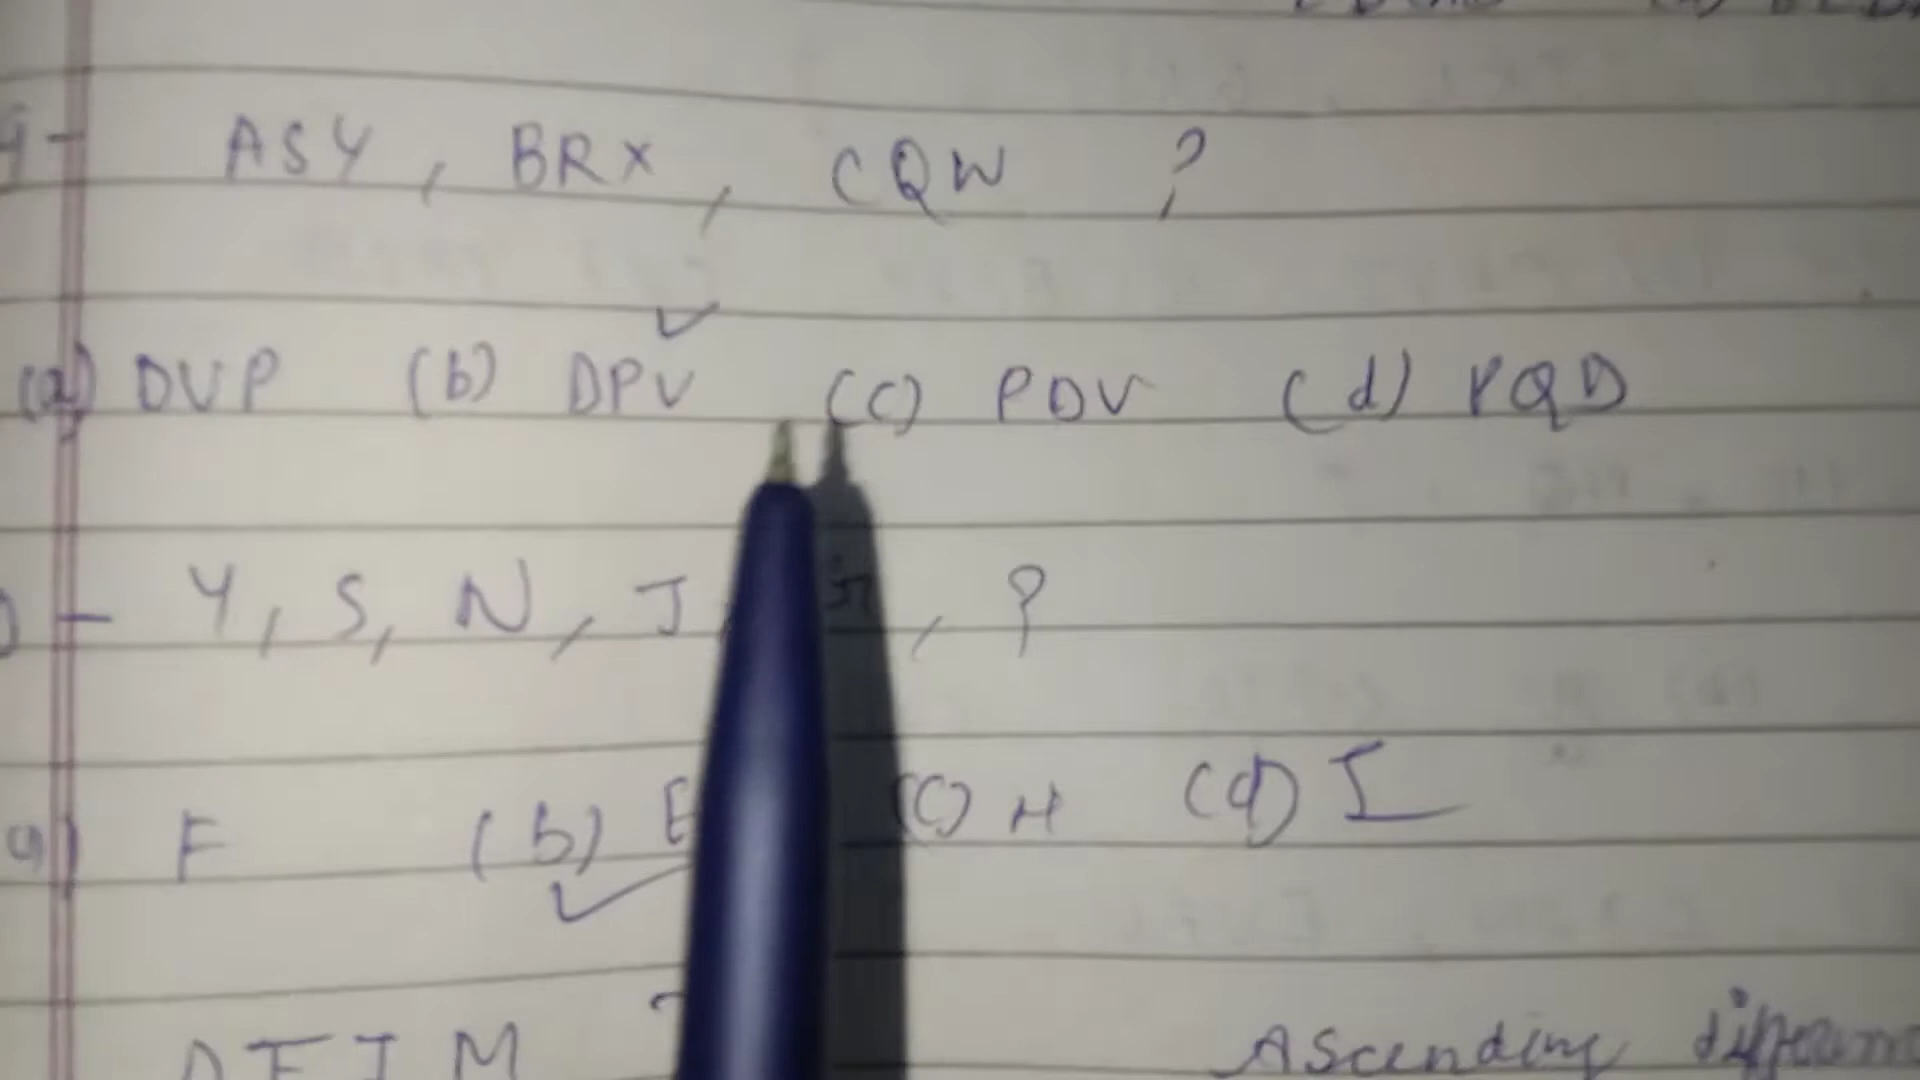 ASY, BRX, CQW ?
(a) DVP (b) DPV (c) PDV (d) PQD
Y, S, N, J , ?
a) F (b) E (c) H (d) I
M
Ascending